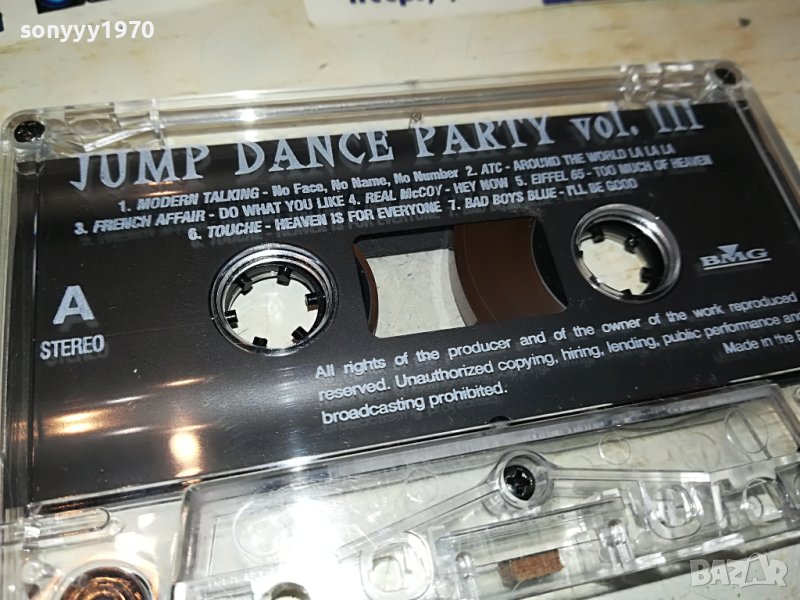 sonyyy1970
JUMP DANCE PARTY vol. III
1. MODERN TALKING - No Face, No Name, No Number 2. ATC - AROUND THE WORLD LA LA LA
3. FRENCH AFFAIR - DO WHAT YOU LIKE 4. REAL McCOY - HEY NOW 5. EIFFEL 65 - TOO MUCH OF HEAVEN
6. TOUCHE - HEAVEN IS FOR EVERYONE 7. BAD BOYS BLUE - I'LL BE GOOD
BMG
A
STEREO
All rights of the producer and of the owner of the work reproduced
reserved. Unauthorized copying, hiring, lending, public performance and
broadcasting prohibited.
Made in the
BAZAR